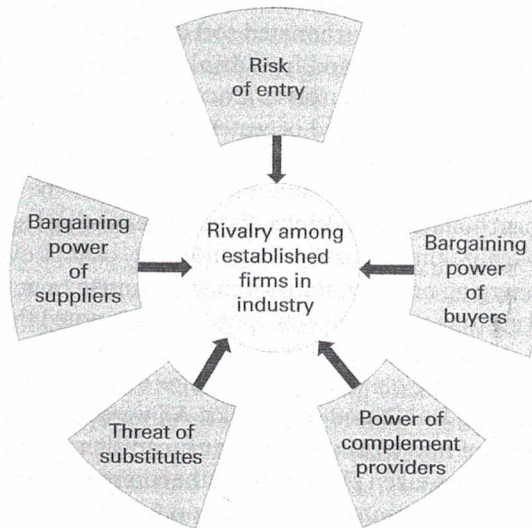 Risk
of entry
Bargaining
power
of
suppliers
Rivalry among
established
firms in
industry
Bargaining
power
of
buyers
Threat of
substitutes
Power of
complement
providers